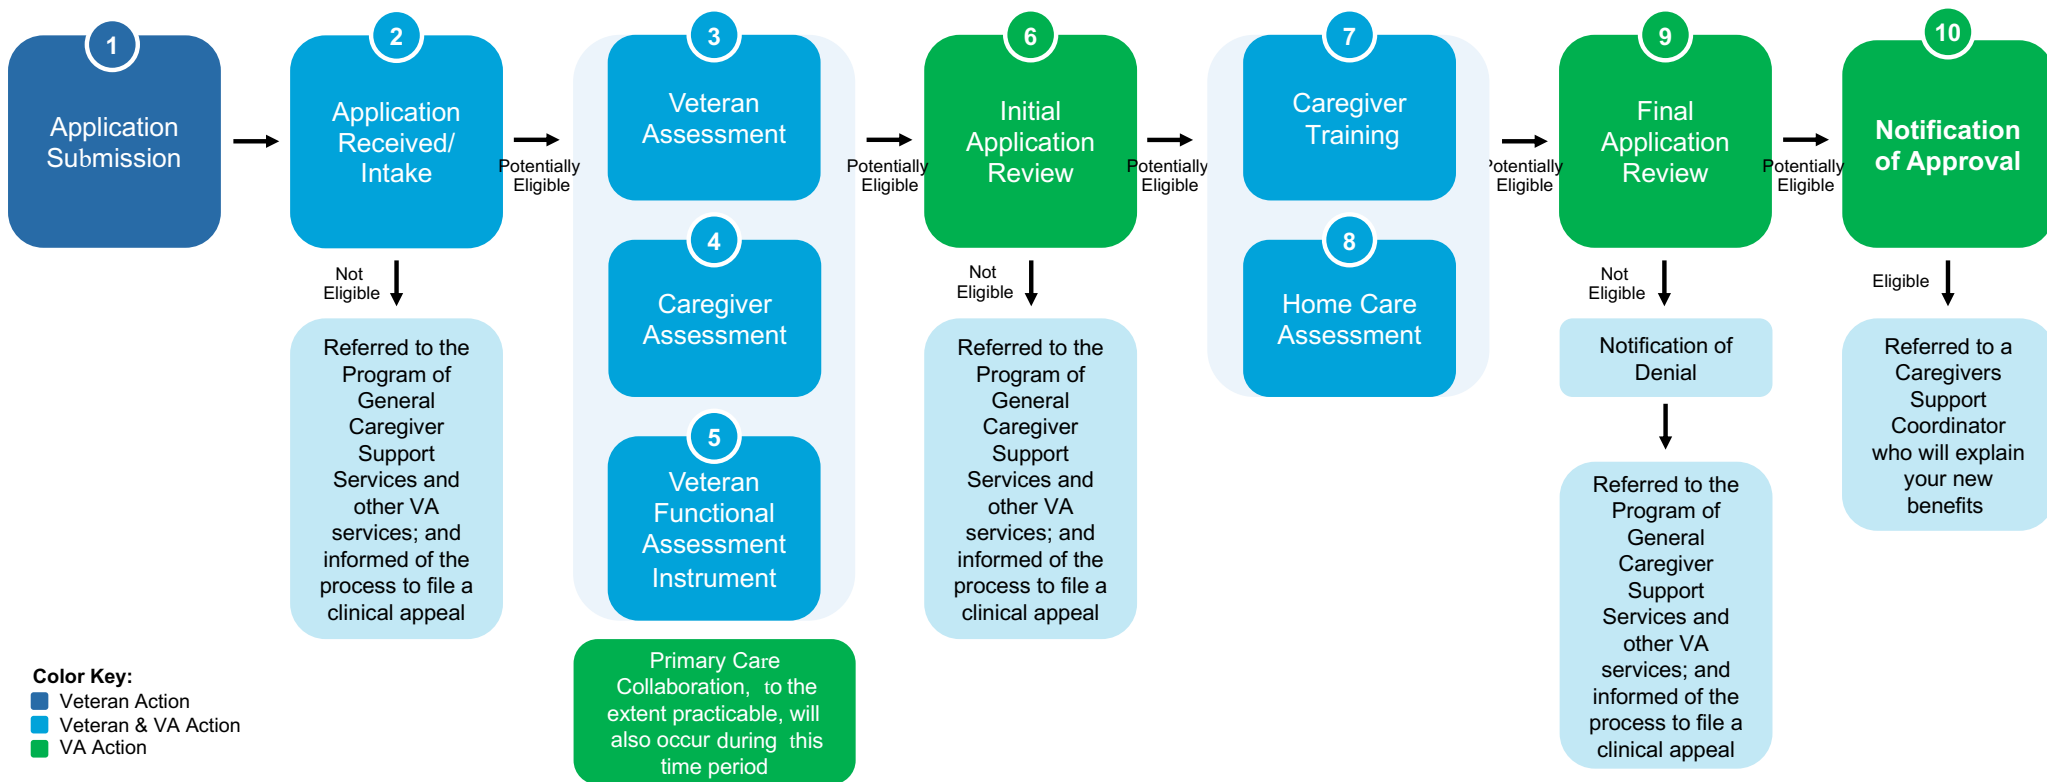 1
Application
Submission
2
Application
Received/
Intake
Potentially
Eligible
Not
Eligible
Referred to the
Program of
General
Caregiver
Support
Services and
other VA
services; and
informed of the
process to file a
clinical appeal
3
Veteran
Assessment
4
Caregiver
Assessment
5
Veteran
Functional
Assessment
Instrument
Primary Care
Collaboration, to the
extent practicable, will
also occur during this
time period
Potentially
Eligible
6
Initial
Application
Review
Not
Eligible
Referred to the
Program of
General
Caregiver
Support
Services and
other VA
services; and
informed of the
process to file a
clinical appeal
Potentially
Eligible
7
Caregiver
Training
8
Home Care
Assessment
Potentially
Eligible
9
Final
Application
Review
Not
Eligible
Notification of
Denial
Referred to the
Program of
General
Caregiver
Support
Services and
other VA
services; and
informed of the
process to file a
clinical appeal
Potentially
Eligible
10
Notification
of Approval
Eligible
Referred to a
Caregivers
Support
Coordinator
who will explain
your new
benefits
Color Key:
Veteran Action
Veteran & VA Action
VA Action